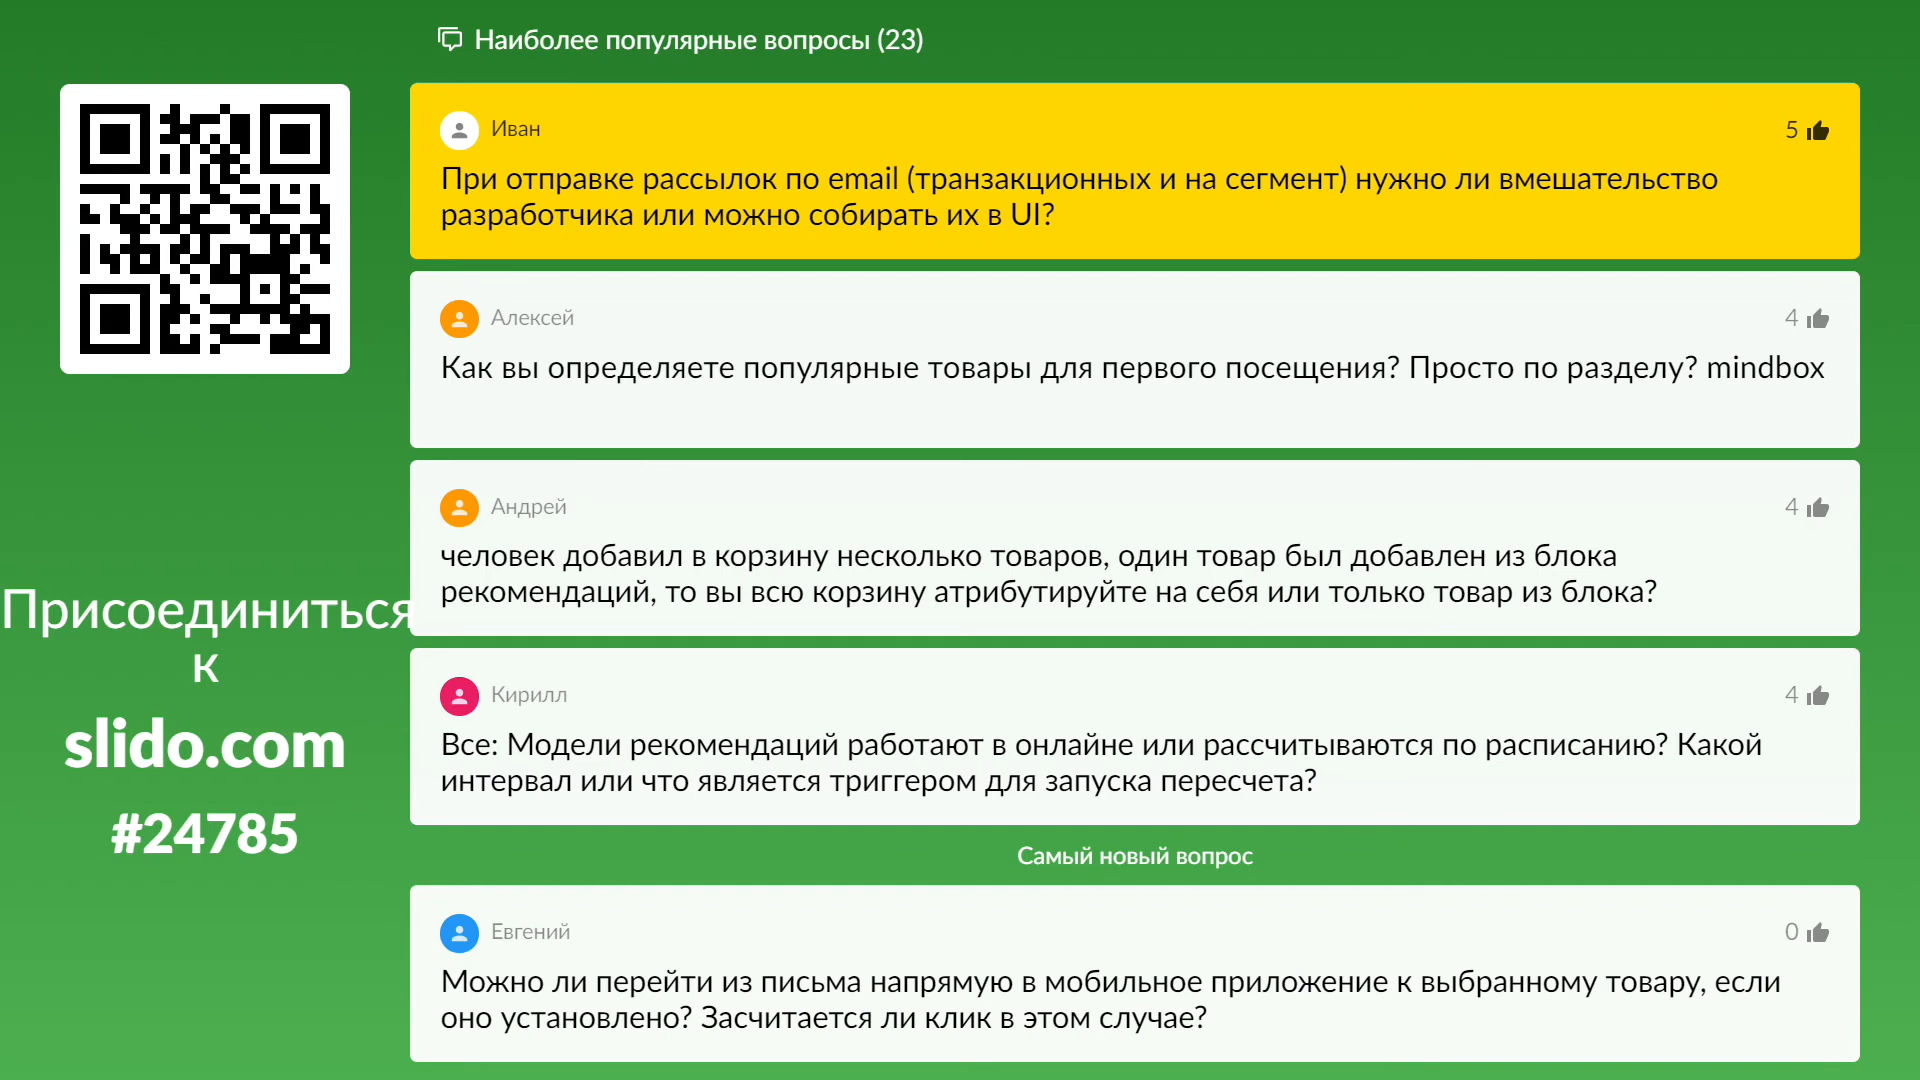 Наиболее популярные вопросы (23)
Иван
5
При отправке рассылок по email (транзакционных и на сегмент) нужно ли вмешательство
разработчика или можно собирать их в UI?
Алексей
4
Как вы определяете популярные товары для первого посещения? Просто по разделу? mindbox
Андрей
4
человек добавил в корзину несколько товаров, один товар был добавлен из блока
рекомендаций, то вы всю корзину атрибутируйте на себя или только товар из блока?
Кирилл
4
Все: Модели рекомендаций работают в онлайне или рассчитываются по расписанию? Какой
интервал или что является триггером для запуска пересчета?
Самый новый вопрос
Евгений
0
Можно ли перейти из письма напрямую в мобильное приложение к выбранному товару, если
оно установлено? Засчитается ли клик в этом случае?
Присоединиться
к
slido.com
#24785